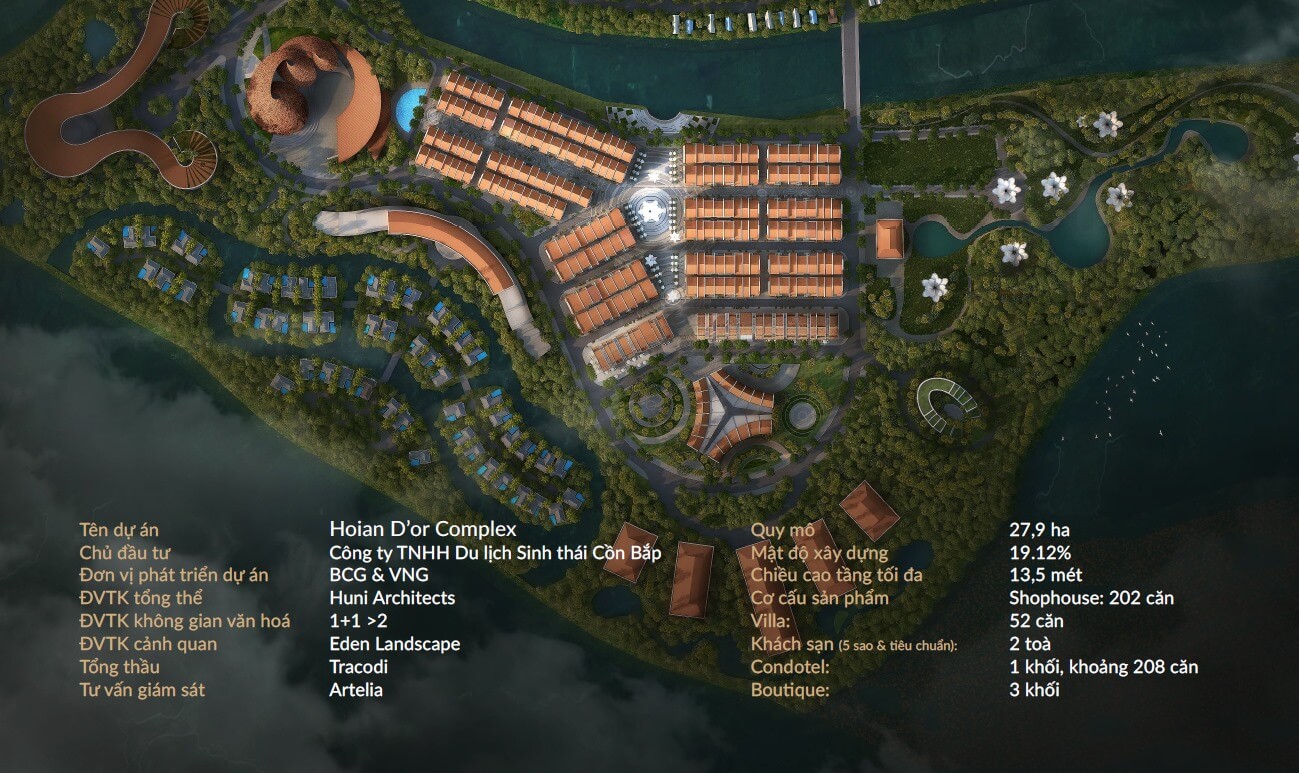 Tên dự án Hoian D'or Complex
Chủ đầu tư Công ty TNHH Du lịch Sinh thái Cồn Bắp
Đơn vị phát triển dự án BCG & VNG
ĐVTK tổng thể Huni Architects
ĐVTK không gian văn hoá 1+1 >2
ĐVTK cảnh quan Eden Landscape
Tổng thầu Tracodi
Tư vấn giám sát Artelia
Quy mô 27,9 ha
Mật độ xây dựng 19.12%
Chiều cao tầng tối đa 13,5 mét
Cơ cấu sản phẩm Shophouse: 202 căn
Villa: 52 căn
Khách sạn (5 sao & tiêu chuẩn): 2 toà
Condotel: 1 khối, khoảng 208 căn
Boutique: 3 khối